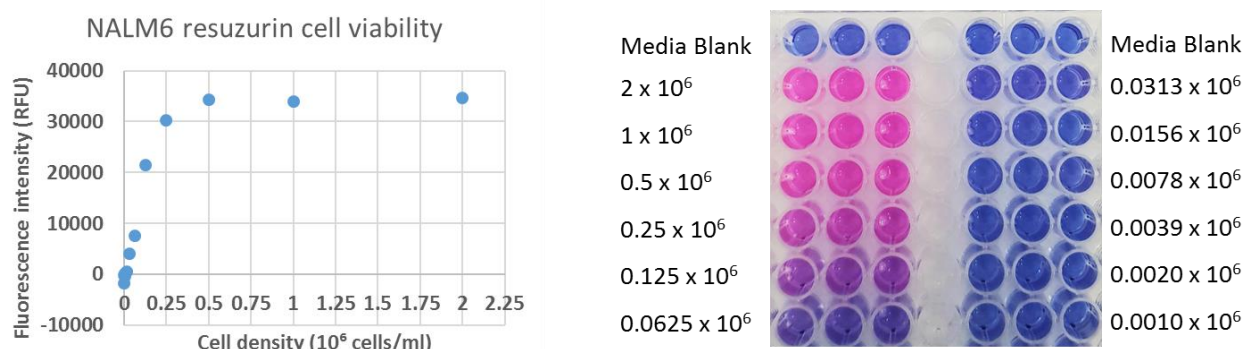 NALM6 resuzurin cell viability
Fluorescence intensity (RFU)
40000
30000
20000
10000
0
-10000
0 0.25 0.5 0.75 1 1.25 1.5 1.75 2 2.25
Cell density (10⁶ cells/ml)
Media Blank
2 x 10⁶
1 x 10⁶
0.5 x 10⁶
0.25 x 10⁶
0.125 x 10⁶
0.0625 x 10⁶
Media Blank
0.0313 x 10⁶
0.0156 x 10⁶
0.0078 x 10⁶
0.0039 x 10⁶
0.0020 x 10⁶
0.0010 x 10⁶